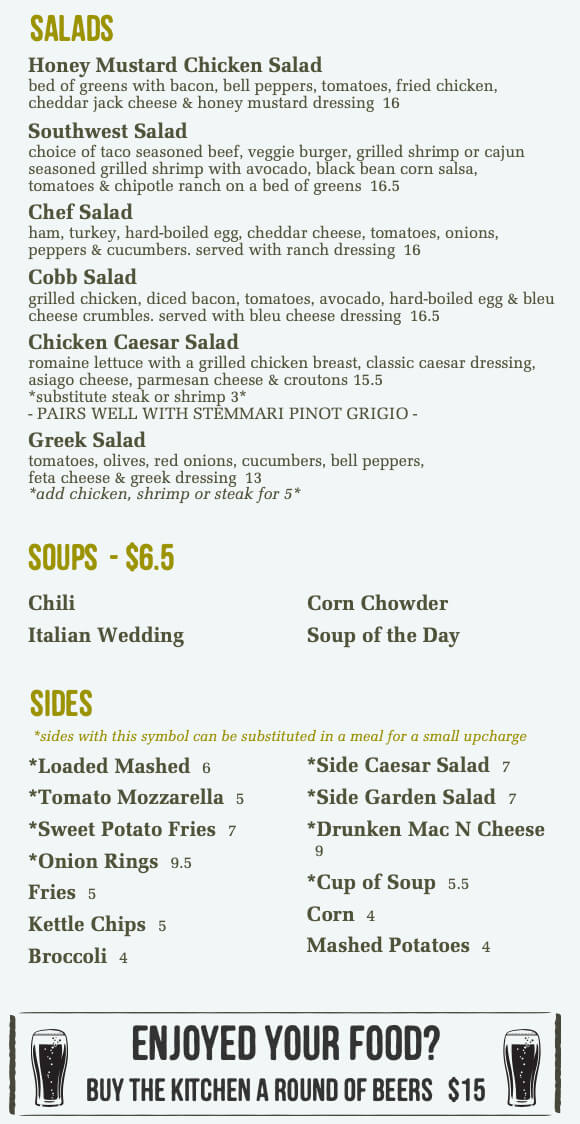 SALADS
Honey Mustard Chicken Salad
bed of greens with bacon, bell peppers, tomatoes, fried chicken,
cheddar jack cheese & honey mustard dressing 16
Southwest Salad
choice of taco seasoned beef, veggie burger, grilled shrimp or cajun
seasoned grilled shrimp with avocado, black bean corn salsa,
tomatoes & chipotle ranch on a bed of greens 16.5
Chef Salad
ham, turkey, hard-boiled egg, cheddar cheese, tomatoes, onions,
peppers & cucumbers. served with ranch dressing 16
Cobb Salad
grilled chicken, diced bacon, tomatoes, avocado, hard-boiled egg & bleu
cheese crumbles. served with bleu cheese dressing 16.5
Chicken Caesar Salad
romaine lettuce with a grilled chicken breast, classic caesar dressing,
asiago cheese, parmesan cheese & croutons 15.5
*substitute steak or shrimp 3*
- PAIRS WELL WITH STEMMARI PINOT GRIGIO -
Greek Salad
tomatoes, olives, red onions, cucumbers, bell peppers,
feta cheese & greek dressing 13
*add chicken, shrimp or steak for 5*
SOUPS - $6.5
Chili
Italian Wedding
Corn Chowder
Soup of the Day
SIDES
*sides with this symbol can be substituted in a meal for a small upcharge
*Loaded Mashed 6
*Tomato Mozzarella 5
*Sweet Potato Fries 7
*Onion Rings 9.5
Fries 5
Kettle Chips 5
Broccoli 4
*Side Caesar Salad 7
*Side Garden Salad 7
*Drunken Mac N Cheese
9
*Cup of Soup 5.5
Corn 4
Mashed Potatoes 4
ENJOYED YOUR FOOD?
BUY THE KITCHEN A ROUND OF BEERS $15